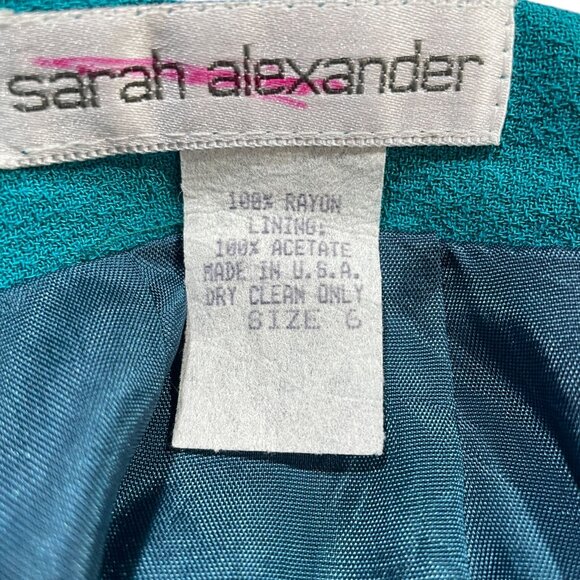 sarah alexander
100% RAYON
LINING:
100% ACETATE
MADE IN U.S.A.
DRY CLEAN ONLY
SIZE 6